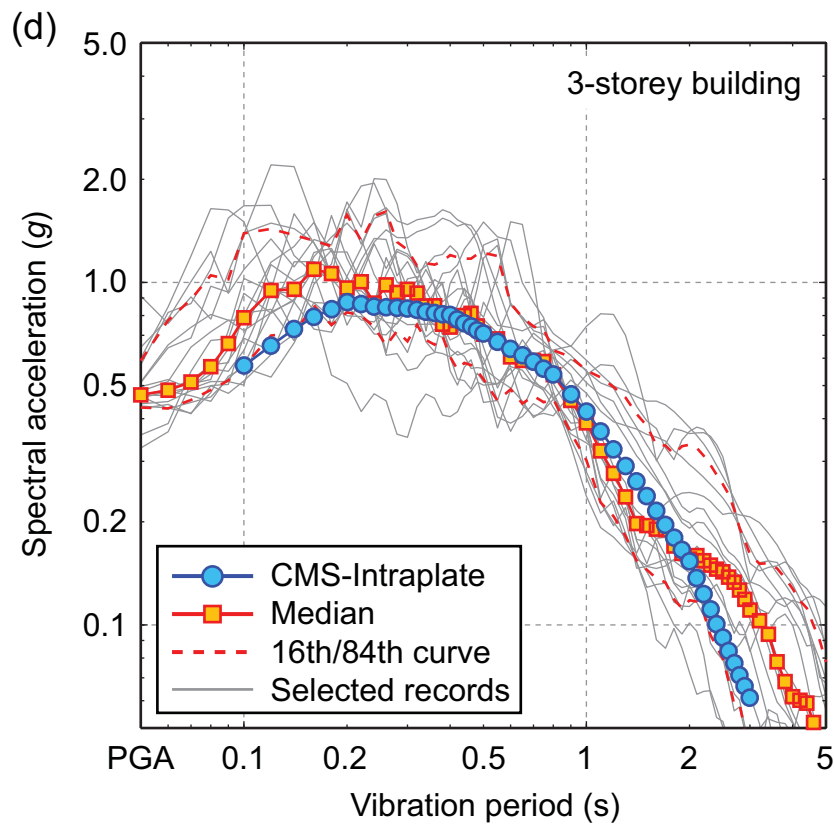 (d)
3-storey building
Spectral acceleration (g)
5.0
2.0
1.0
0.5
0.2
0.1
CMS-Intraplate
Median
16th/84th curve
Selected records
PGA 0.1 0.2 0.5 1 2 5
Vibration period (s)